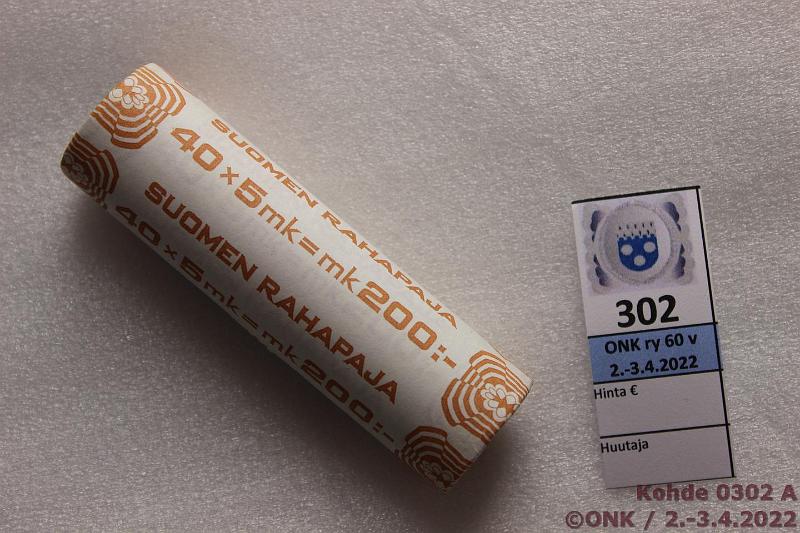 SUOMEN RAHAPAJA
40×5mk=mk200:-
SUOMEN RAHAPAJA
40×5mk=mk200:-
302
ONK ry 60 v
2.-3.4.2022
Hinta €
Huutaja
Kohde 0302 A
©ONK / 2.-3.4.2022